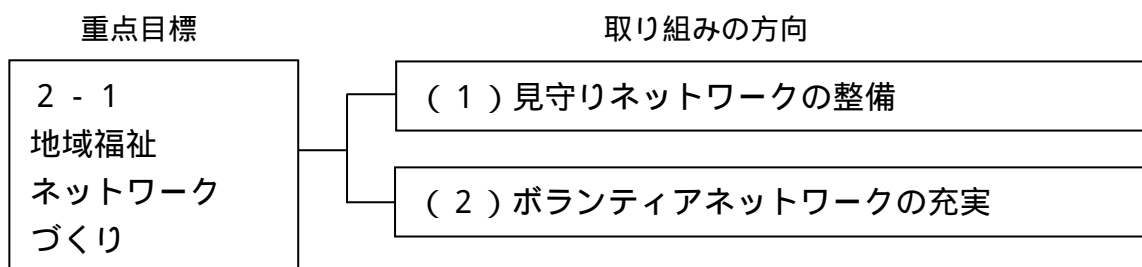 重点目標
取り組みの方向
２-１
地域福祉
ネットワーク
づくり
（１）見守りネットワークの整備
（２）ボランティアネットワークの充実